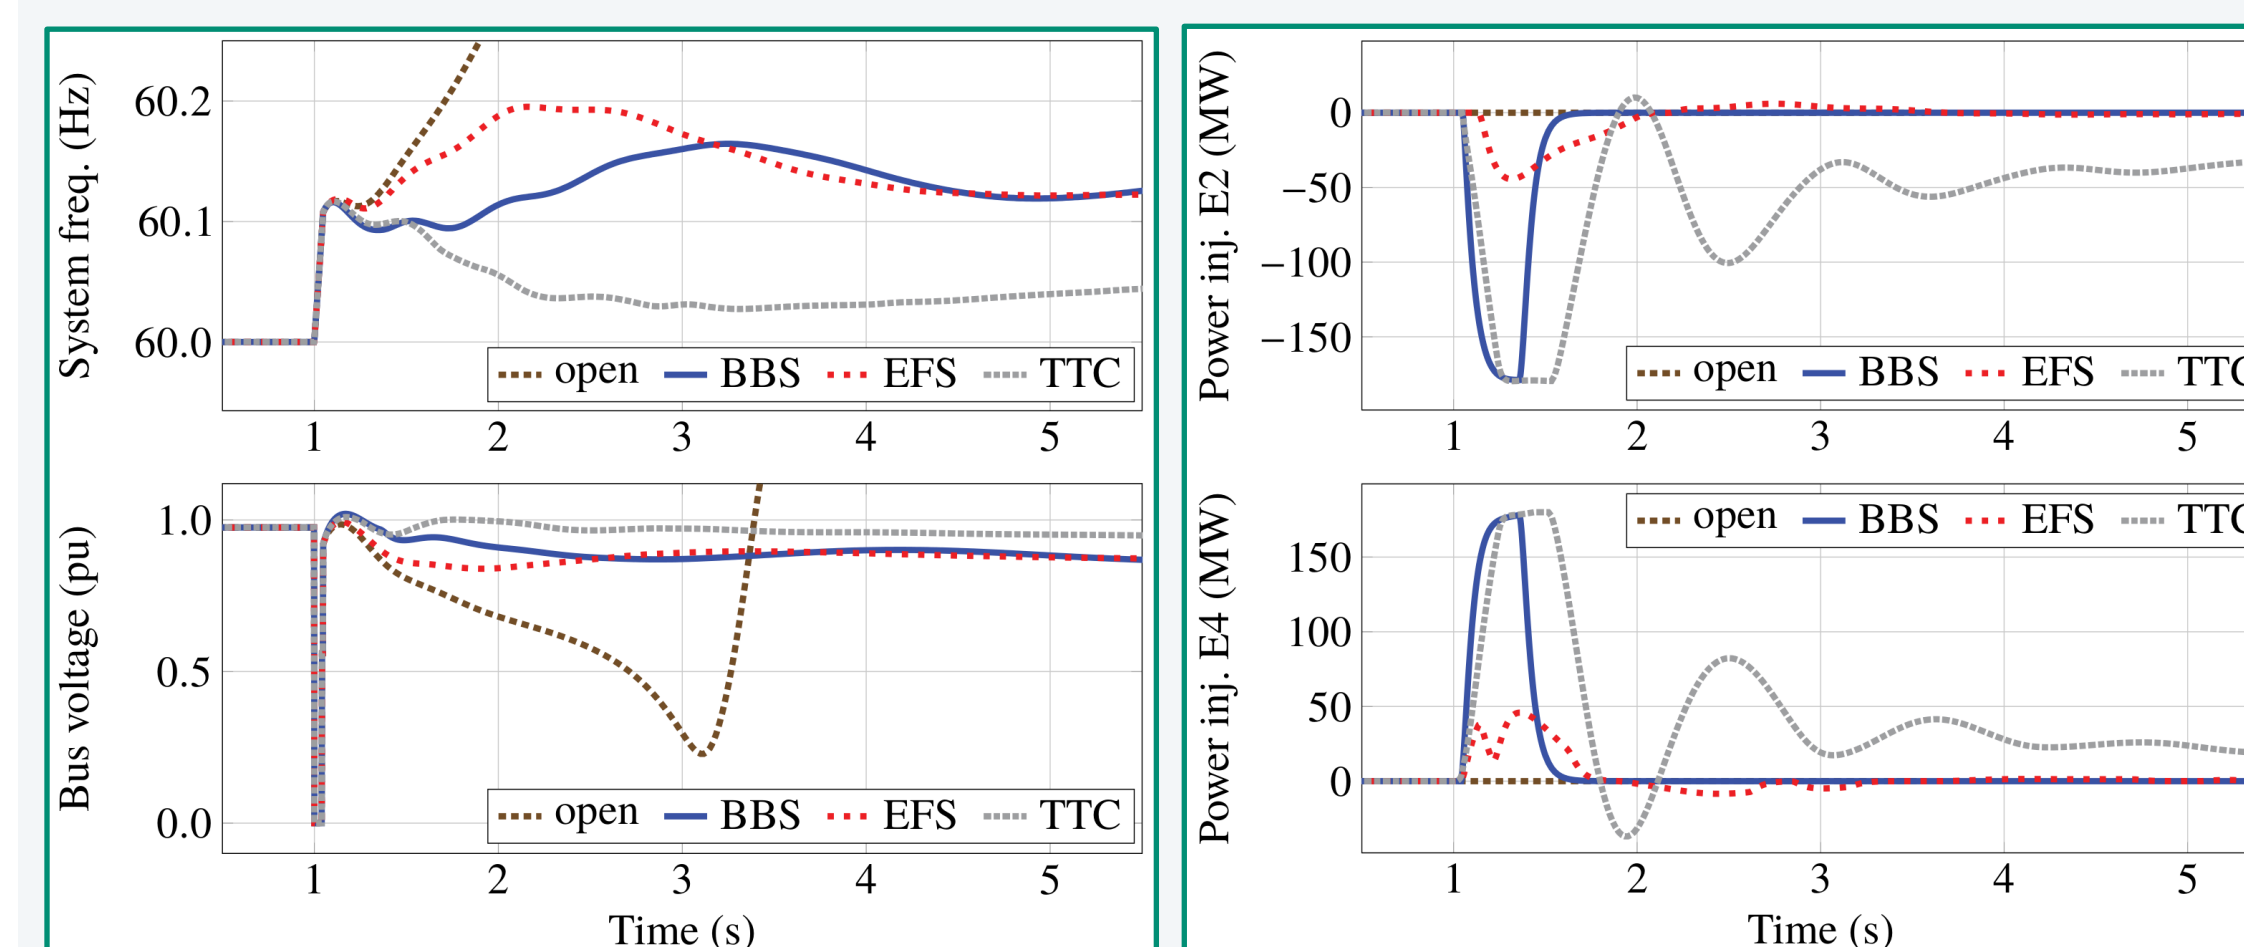 System freq. (Hz)
60.2
60.1
60.0
open BBS EFS TTC
1 2 3 4 5
Bus voltage (pu)
1.0
0.5
0.0
open BBS EFS TTC
1 2 3 4 5
Time (s)
Power inj. E2 (MW)
0
−50
−100
−150
open BBS EFS TTC
1 2 3 4 5
Power inj. E4 (MW)
open BBS EFS TTC
150
100
50
0
1 2 3 4 5
Time (s)